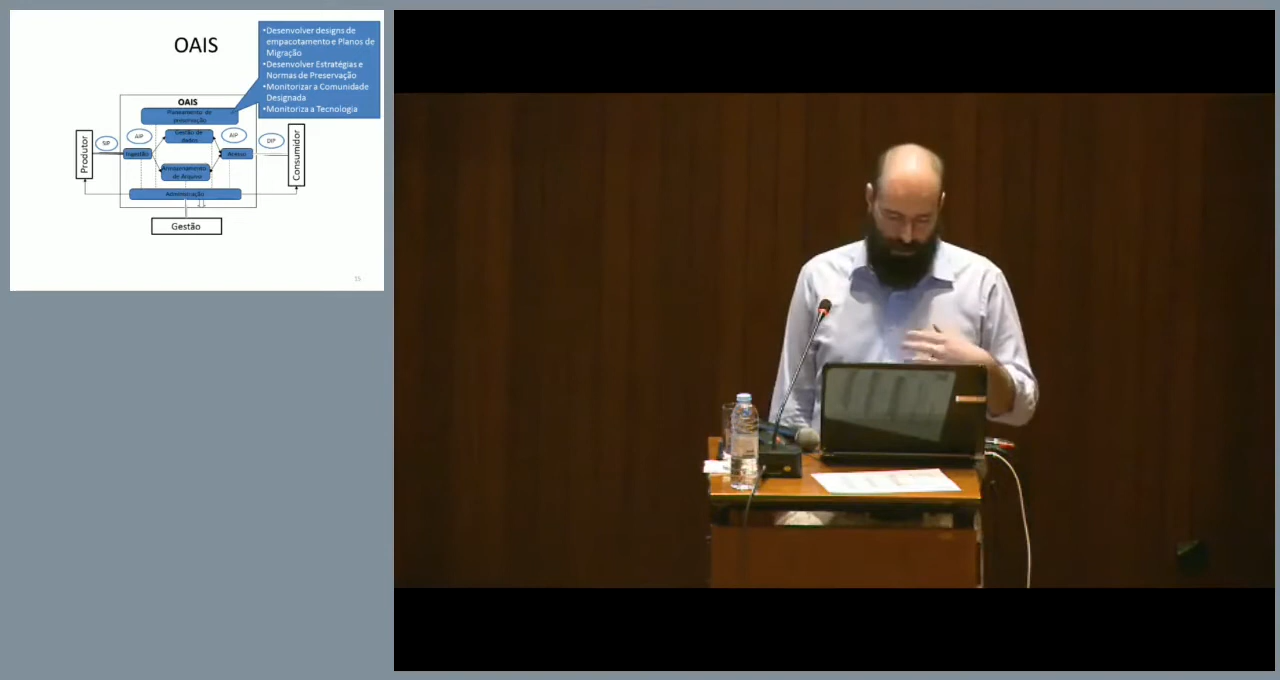 OAIS
•Desenvolver designs de
empacotamento e Planos de
Migração
•Desenvolver Estratégias e
Normas de Preservação
•Monitorizar a Comunidade
Designada
•Monitoriza a Tecnologia
OAIS
Planeamento de
preservação
Produtor
SIP
AIP
Ingestão
Gestão de
dados
Armazenamento
de Arquivo
AIP
Acesso
DIP
Consumidor
Administração
Gestão
15